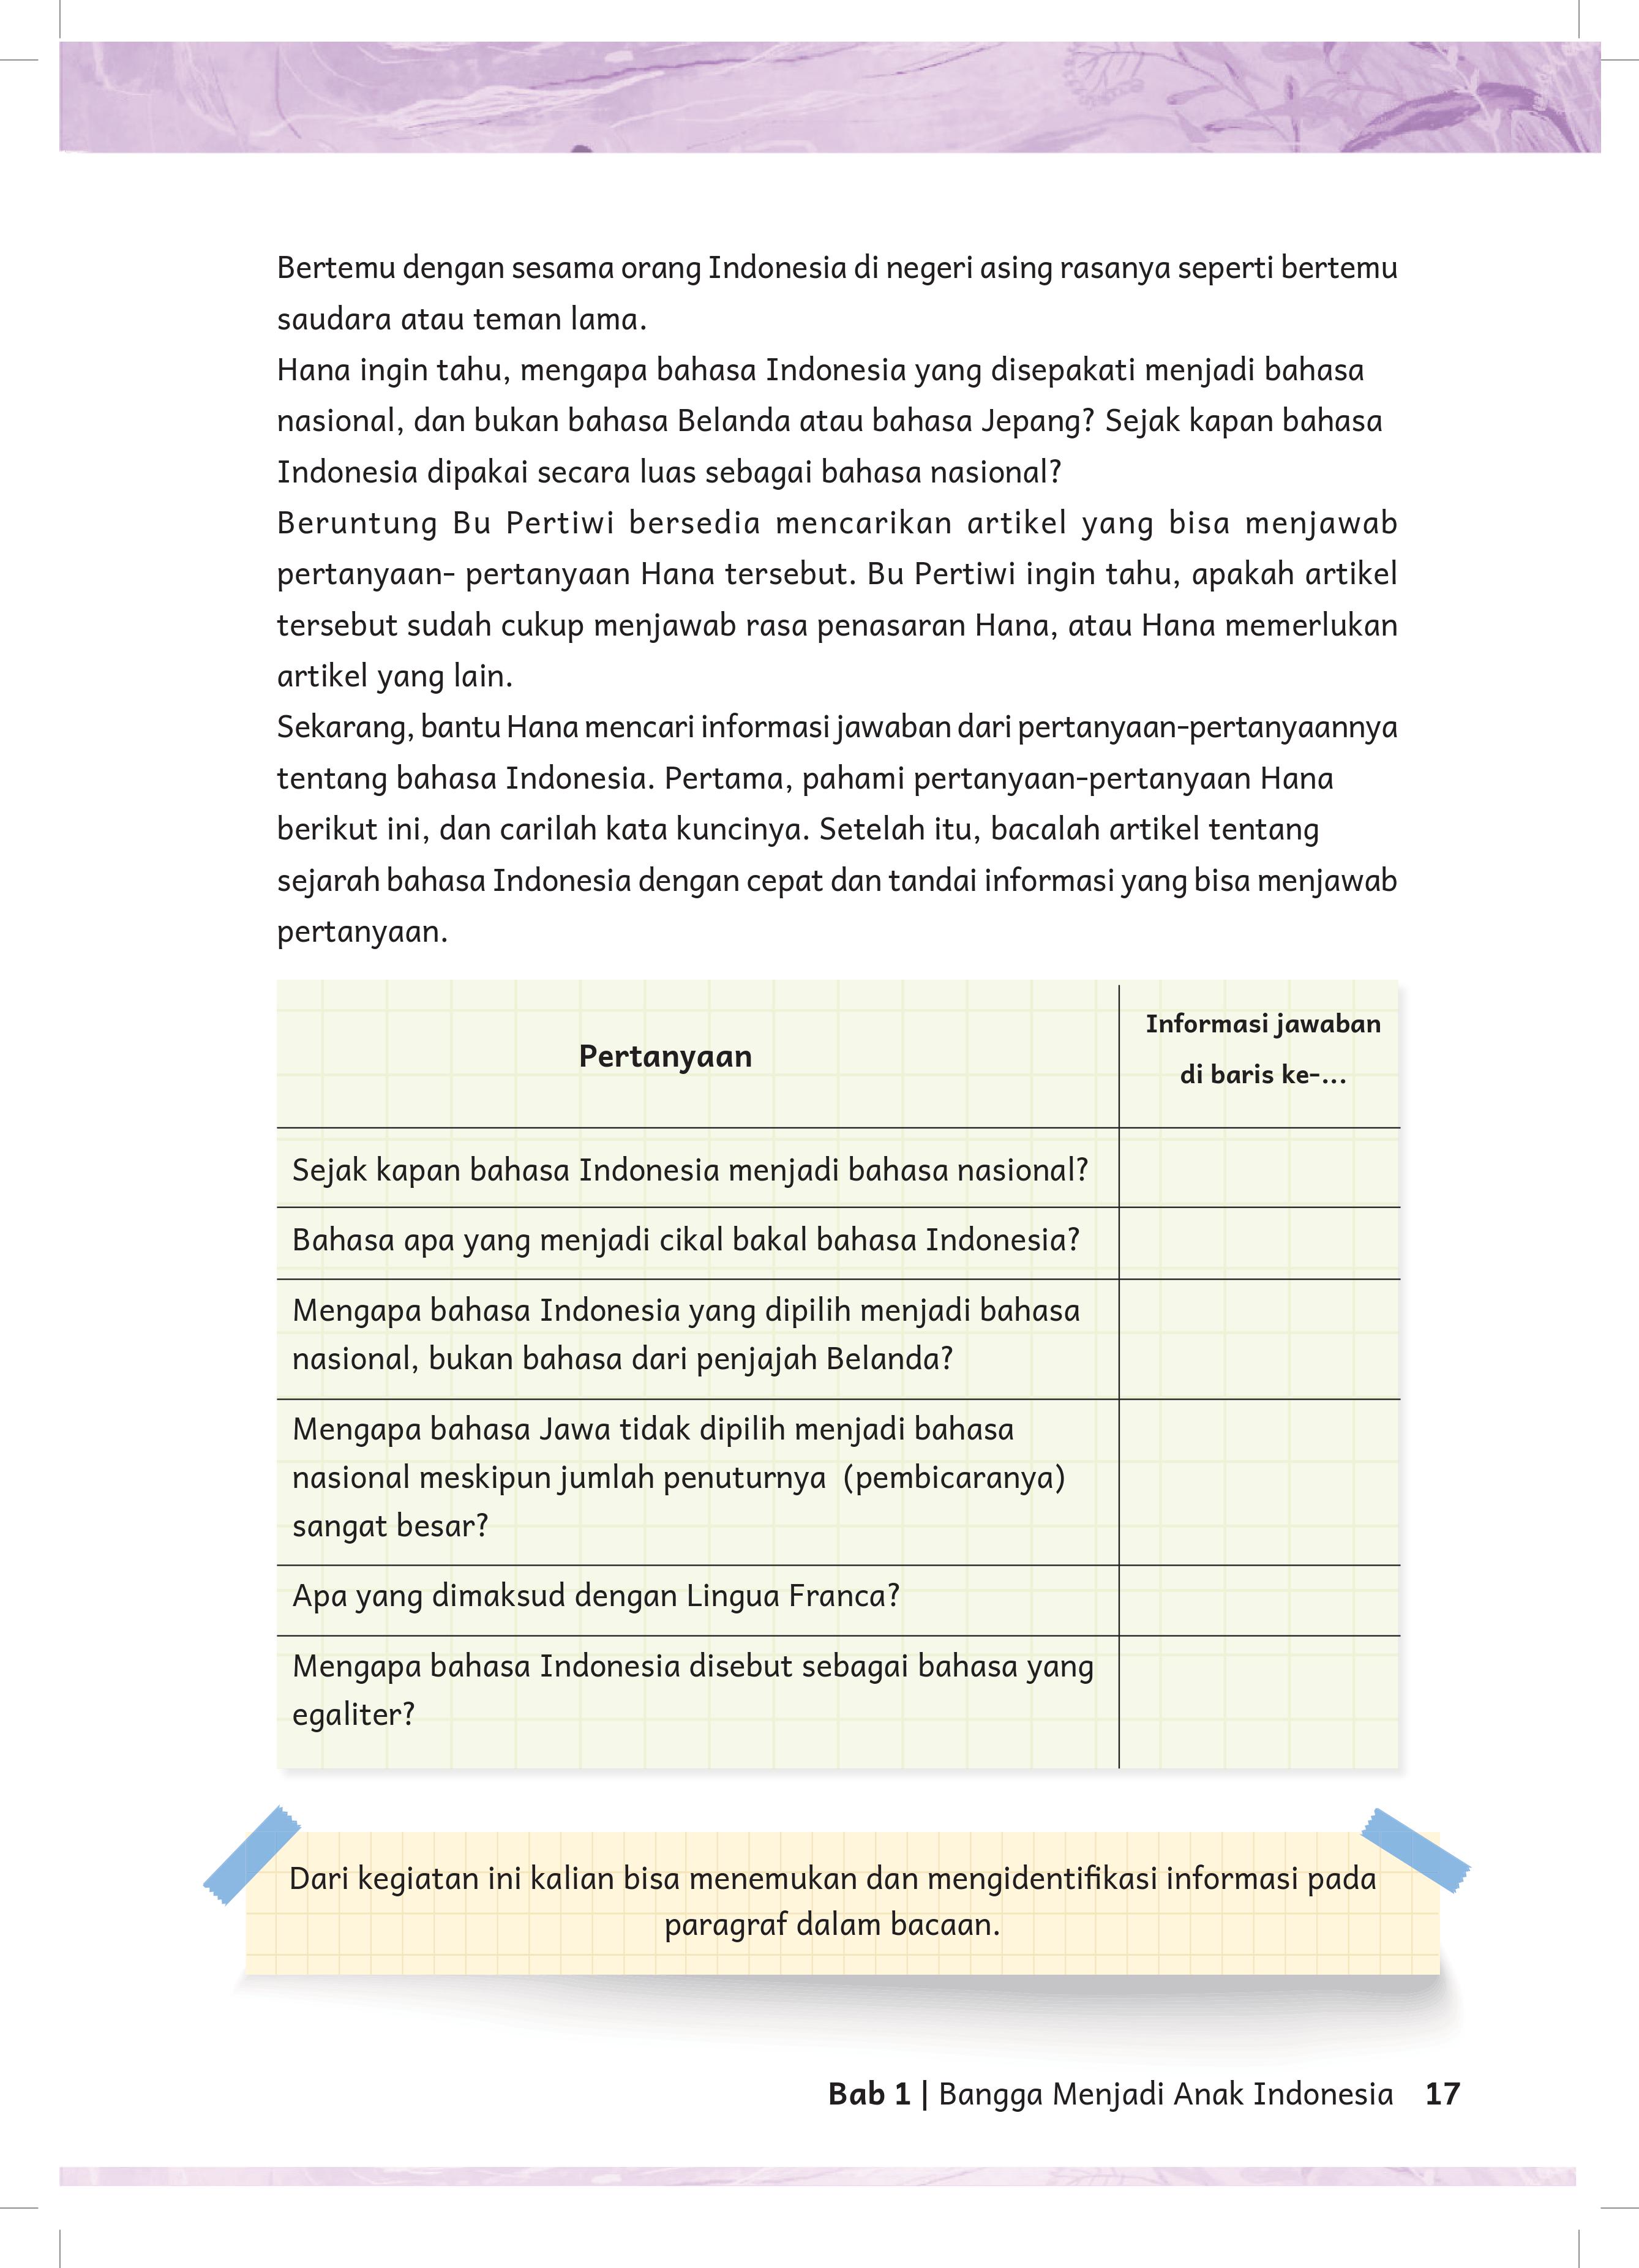 Bertemu dengan sesama orang Indonesia di negeri asing rasanya seperti bertemu
saudara atau teman lama.
Hana ingin tahu, mengapa bahasa Indonesia yang disepakati menjadi bahasa
nasional, dan bukan bahasa Belanda atau bahasa Jepang? Sejak kapan bahasa
Indonesia dipakai secara luas sebagai bahasa nasional?
Beruntung Bu Pertiwi bersedia mencarikan artikel yang bisa menjawab
pertanyaan- pertanyaan Hana tersebut. Bu Pertiwi ingin tahu, apakah artikel
tersebut sudah cukup menjawab rasa penasaran Hana, atau Hana memerlukan
artikel yang lain.
Sekarang, bantu Hana mencari informasi jawaban dari pertanyaan-pertanyaannya
tentang bahasa Indonesia. Pertama, pahami pertanyaan-pertanyaan Hana
berikut ini, dan carilah kata kuncinya. Setelah itu, bacalah artikel tentang
sejarah bahasa Indonesia dengan cepat dan tandai informasi yang bisa menjawab
pertanyaan.
Pertanyaan
Informasi jawaban
di baris ke-...
Sejak kapan bahasa Indonesia menjadi bahasa nasional?
Bahasa apa yang menjadi cikal bakal bahasa Indonesia?
Mengapa bahasa Indonesia yang dipilih menjadi bahasa
nasional, bukan bahasa dari penjajah Belanda?
Mengapa bahasa Jawa tidak dipilih menjadi bahasa
nasional meskipun jumlah penuturnya (pembicaranya)
sangat besar?
Apa yang dimaksud dengan Lingua Franca?
Mengapa bahasa Indonesia disebut sebagai bahasa yang
egaliter?
Dari kegiatan ini kalian bisa menemukan dan mengidentifikasi informasi pada
paragraf dalam bacaan.
Bab 1 | Bangga Menjadi Anak Indonesia 17